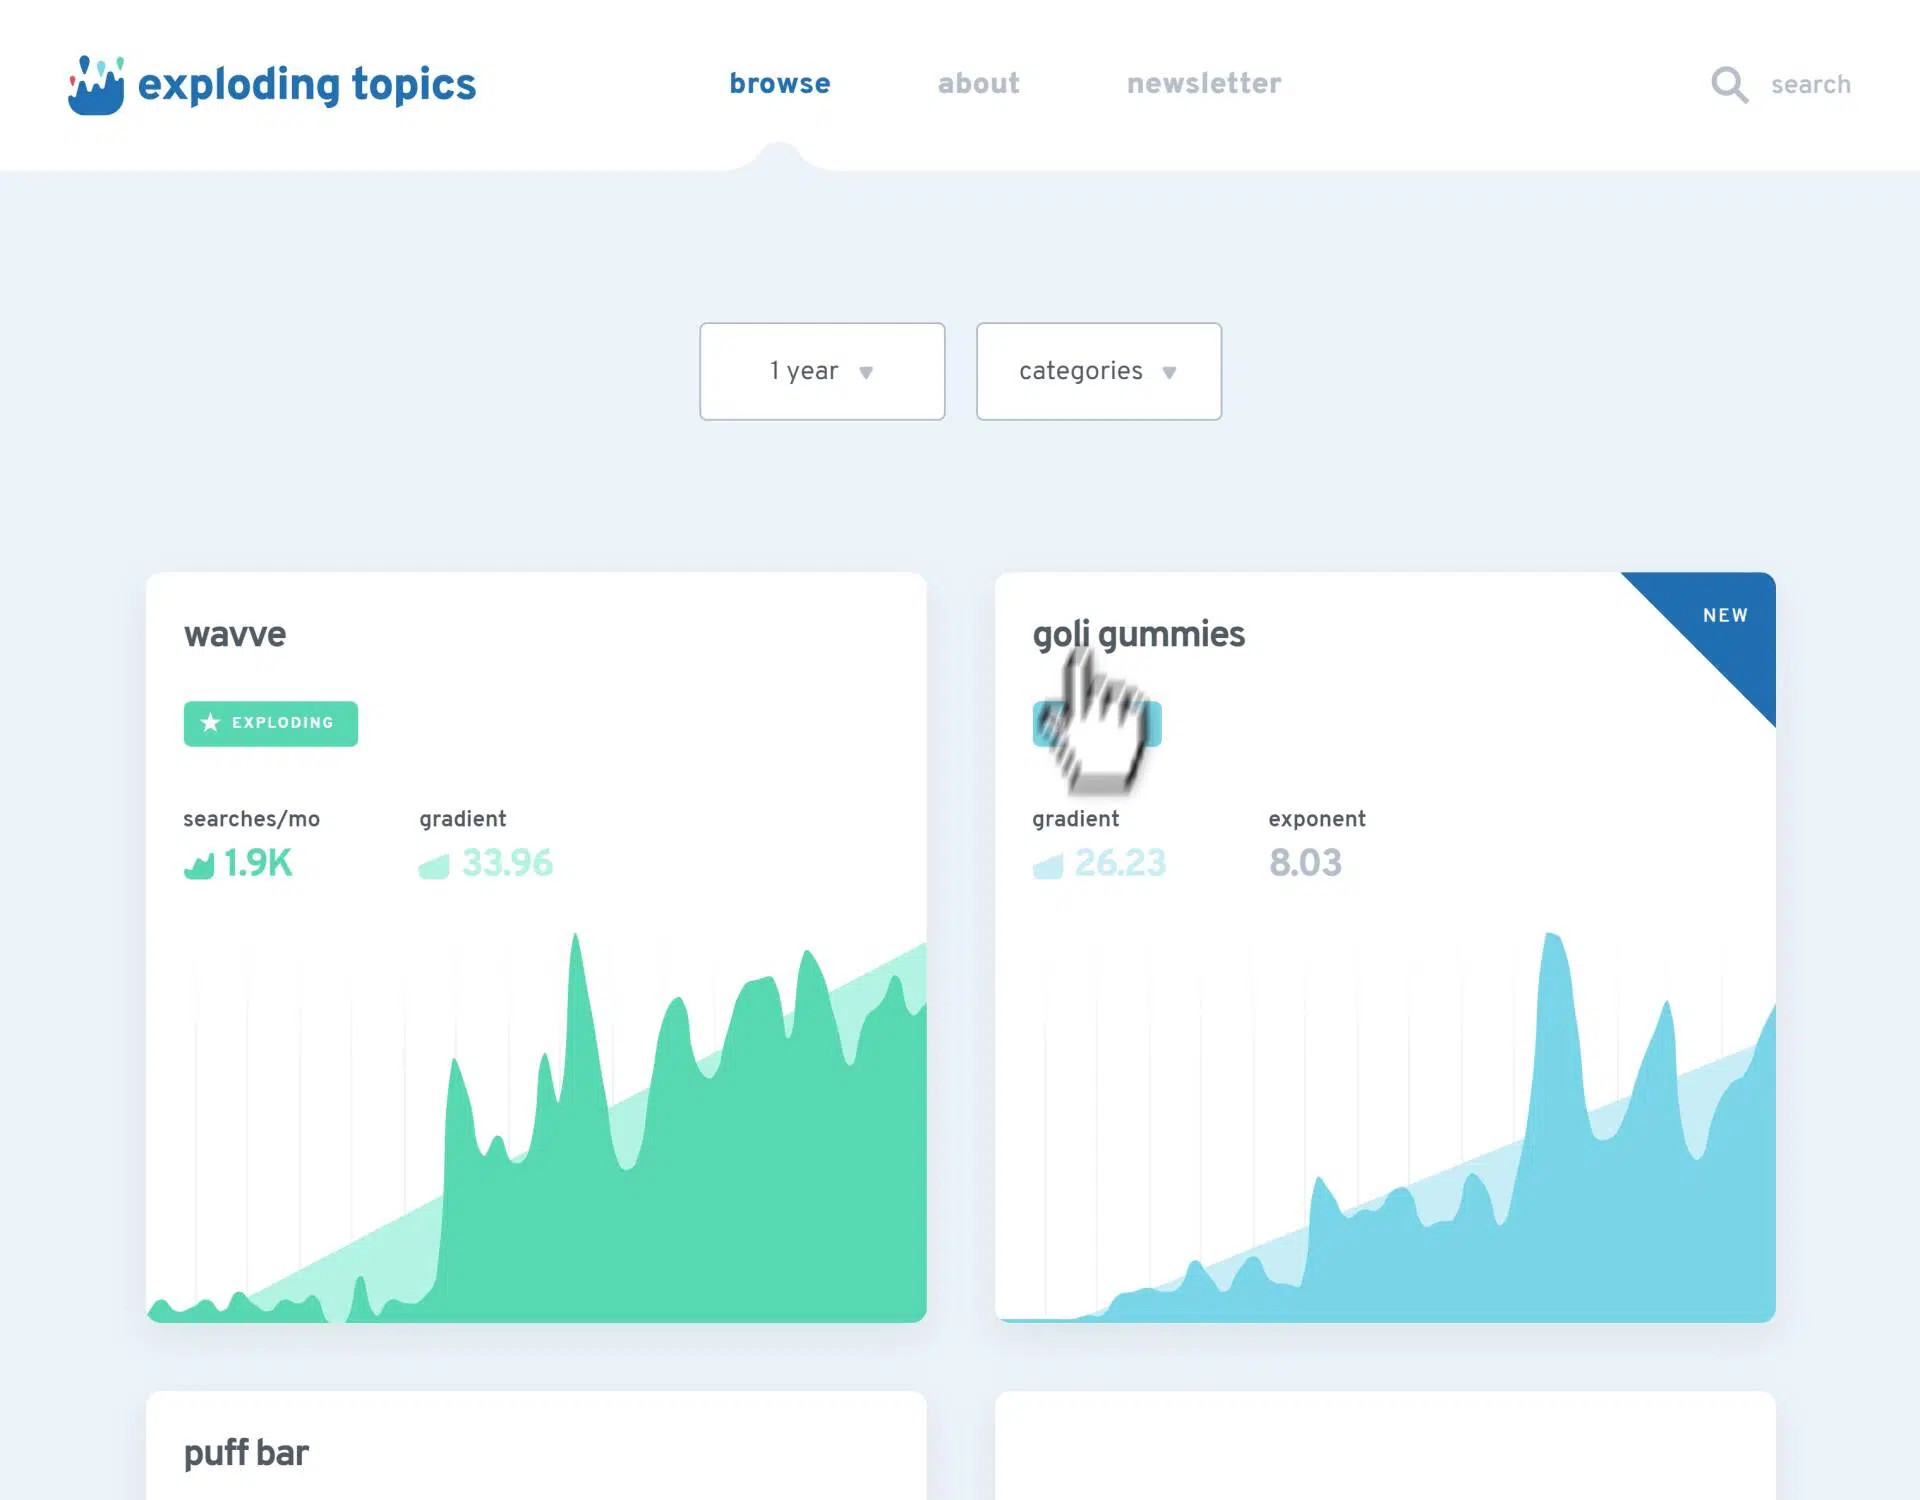 exploding topics
browse
about
newsletter
search
1 year
categories
wavve
EXPLODING
searches/mo
gradient
1.9K
33.96
goli gummies
NEW
gradient
exponent
26.23
8.03
puff bar